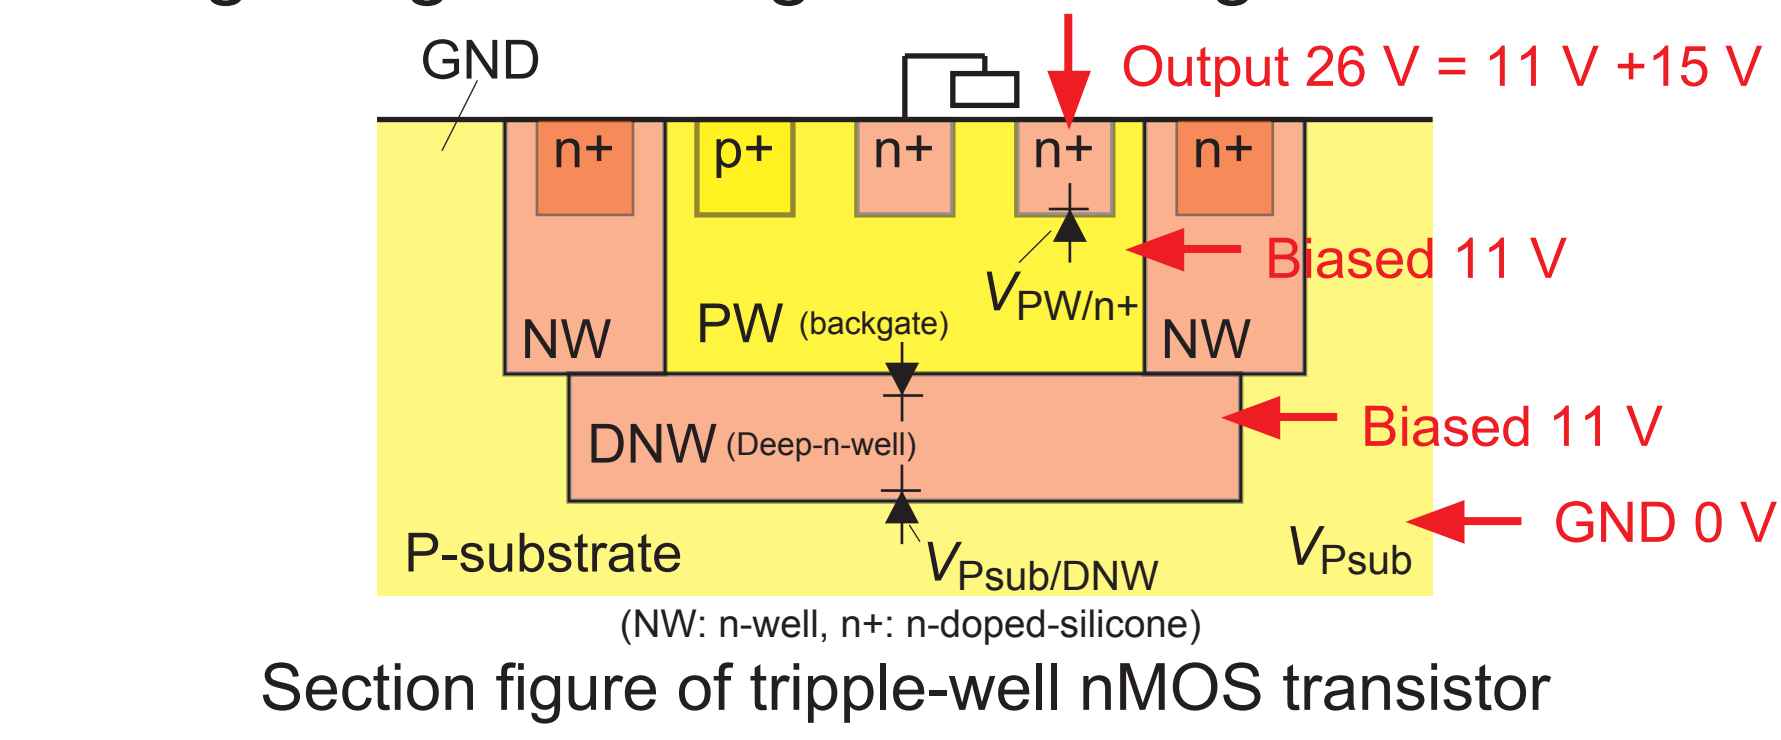 GND
Output 26 V = 11 V +15 V
n+ p+ n+ n+ n+
Biased 11 V
VPW/n+
NW PW (backgate) NW
DNW (Deep-n-well)
Biased 11 V
GND 0 V
P-substrate VPsub/DNW VPsub
(NW: n-well, n+: n-doped-silicone)
Section figure of tripple-well nMOS transistor